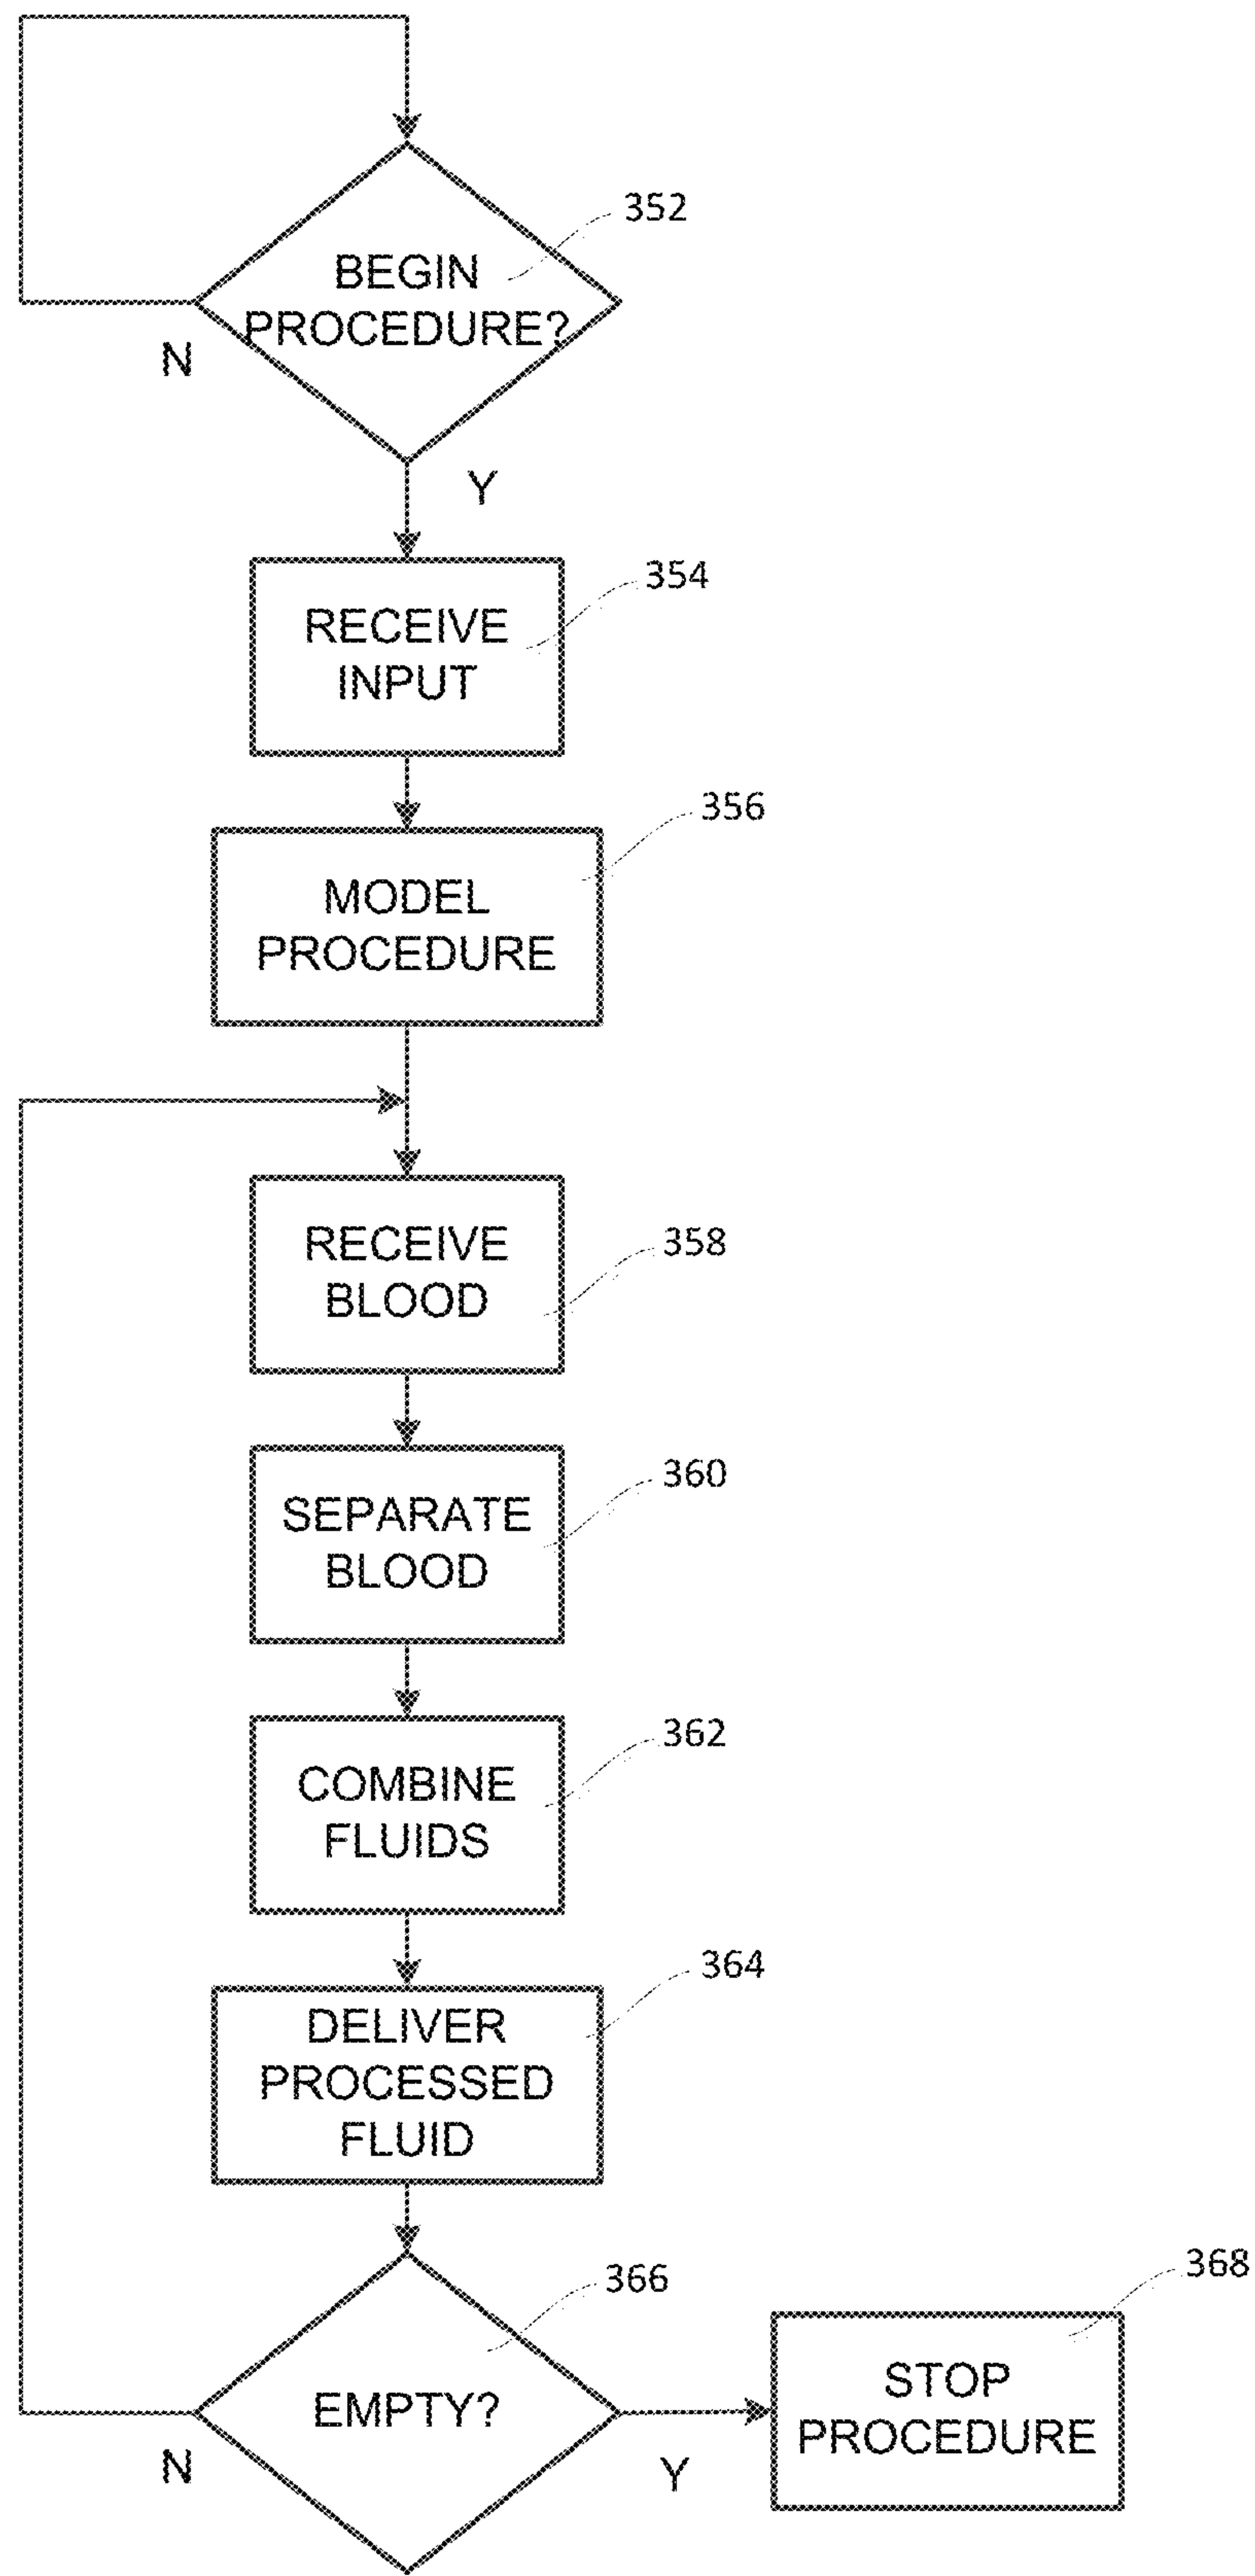 352
BEGIN
PROCEDURE?
N
Y
354
RECEIVE
INPUT
356
MODEL
PROCEDURE
358
RECEIVE
BLOOD
360
SEPARATE
BLOOD
362
COMBINE
FLUIDS
364
DELIVER
PROCESSED
FLUID
366
EMPTY?
N
Y
368
STOP
PROCEDURE